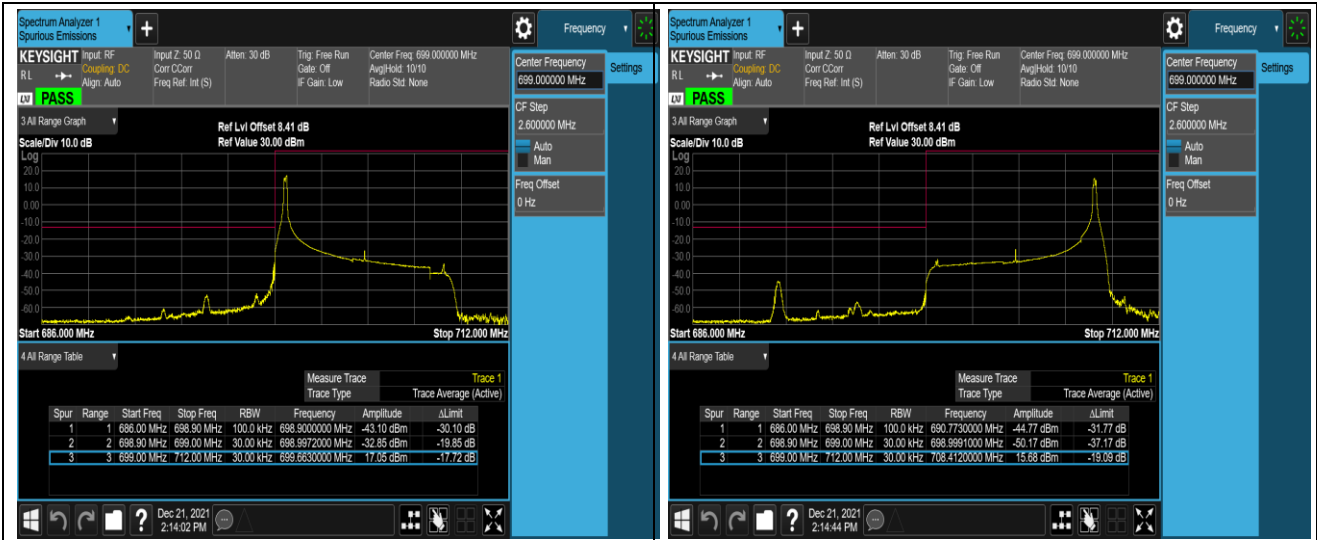 Spectrum Analyzer 1
Spurious Emissions
+
Frequency
KEYSIGHT Input: RF Input Z: 50 Ω Atten: 30 dB Trig: Free Run Center Freq: 699.000000 MHz
RL Coupling: DC Corr CCorr Gate: Off Avg|Hold: 10/10
Align: Auto Freq Ref: Int (S) IF Gain: Low Radio Std: None
LXI PASS
Center Frequency
699.000000 MHz
Settings
CF Step
2.600000 MHz
Auto
Man
Freq Offset
0 Hz
3 All Range Graph
Ref Lvl Offset 8.41 dB
Scale/Div 10.0 dB Ref Value 30.00 dBm
Log
20.0
10.0
0.00
-10.0
-20.0
-30.0
-40.0
-50.0
-60.0
Start 686.000 MHz Stop 712.000 MHz
4 All Range Table
Measure Trace Trace 1
Trace Type Trace Average (Active)
Spur Range Start Freq Stop Freq RBW Frequency Amplitude ΔLimit
1 1 686.00 MHz 698.90 MHz 100.0 kHz 698.9000000 MHz -43.10 dBm -30.10 dB
2 2 698.90 MHz 699.00 MHz 30.00 kHz 698.9972000 MHz -32.85 dBm -19.85 dB
3 3 699.00 MHz 712.00 MHz 30.00 kHz 699.6630000 MHz 17.05 dBm -17.72 dB
?
Dec 21, 2021
2:14:02 PM
Spectrum Analyzer 1
Spurious Emissions
+
Frequency
KEYSIGHT Input: RF Input Z: 50 Ω Atten: 30 dB Trig: Free Run Center Freq: 699.000000 MHz
RL Coupling: DC Corr CCorr Gate: Off Avg|Hold: 10/10
Align: Auto Freq Ref: Int (S) IF Gain: Low Radio Std: None
LXI PASS
Center Frequency
699.000000 MHz
Settings
CF Step
2.600000 MHz
Auto
Man
Freq Offset
0 Hz
3 All Range Graph
Ref Lvl Offset 8.41 dB
Scale/Div 10.0 dB Ref Value 30.00 dBm
Log
20.0
10.0
0.00
-10.0
-20.0
-30.0
-40.0
-50.0
-60.0
Start 686.000 MHz Stop 712.000 MHz
4 All Range Table
Measure Trace Trace 1
Trace Type Trace Average (Active)
Spur Range Start Freq Stop Freq RBW Frequency Amplitude ΔLimit
1 1 686.00 MHz 698.90 MHz 100.0 kHz 690.7730000 MHz -44.77 dBm -31.77 dB
2 2 698.90 MHz 699.00 MHz 30.00 kHz 698.9991000 MHz -50.17 dBm -37.17 dB
3 3 699.00 MHz 712.00 MHz 30.00 kHz 708.4120000 MHz 15.68 dBm -19.09 dB
?
Dec 21, 2021
2:14:44 PM